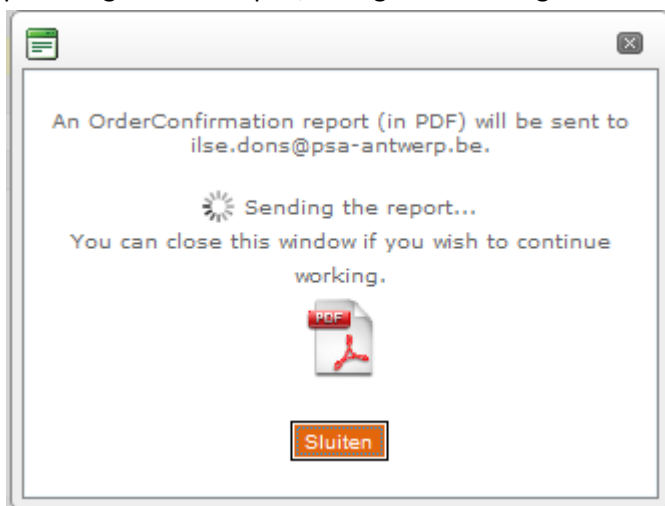 An OrderConfirmation report (in PDF) will be sent to
ilse.dons@psa-antwerp.be.
Sending the report...
You can close this window if you wish to continue
working.
PDF
Sluiten